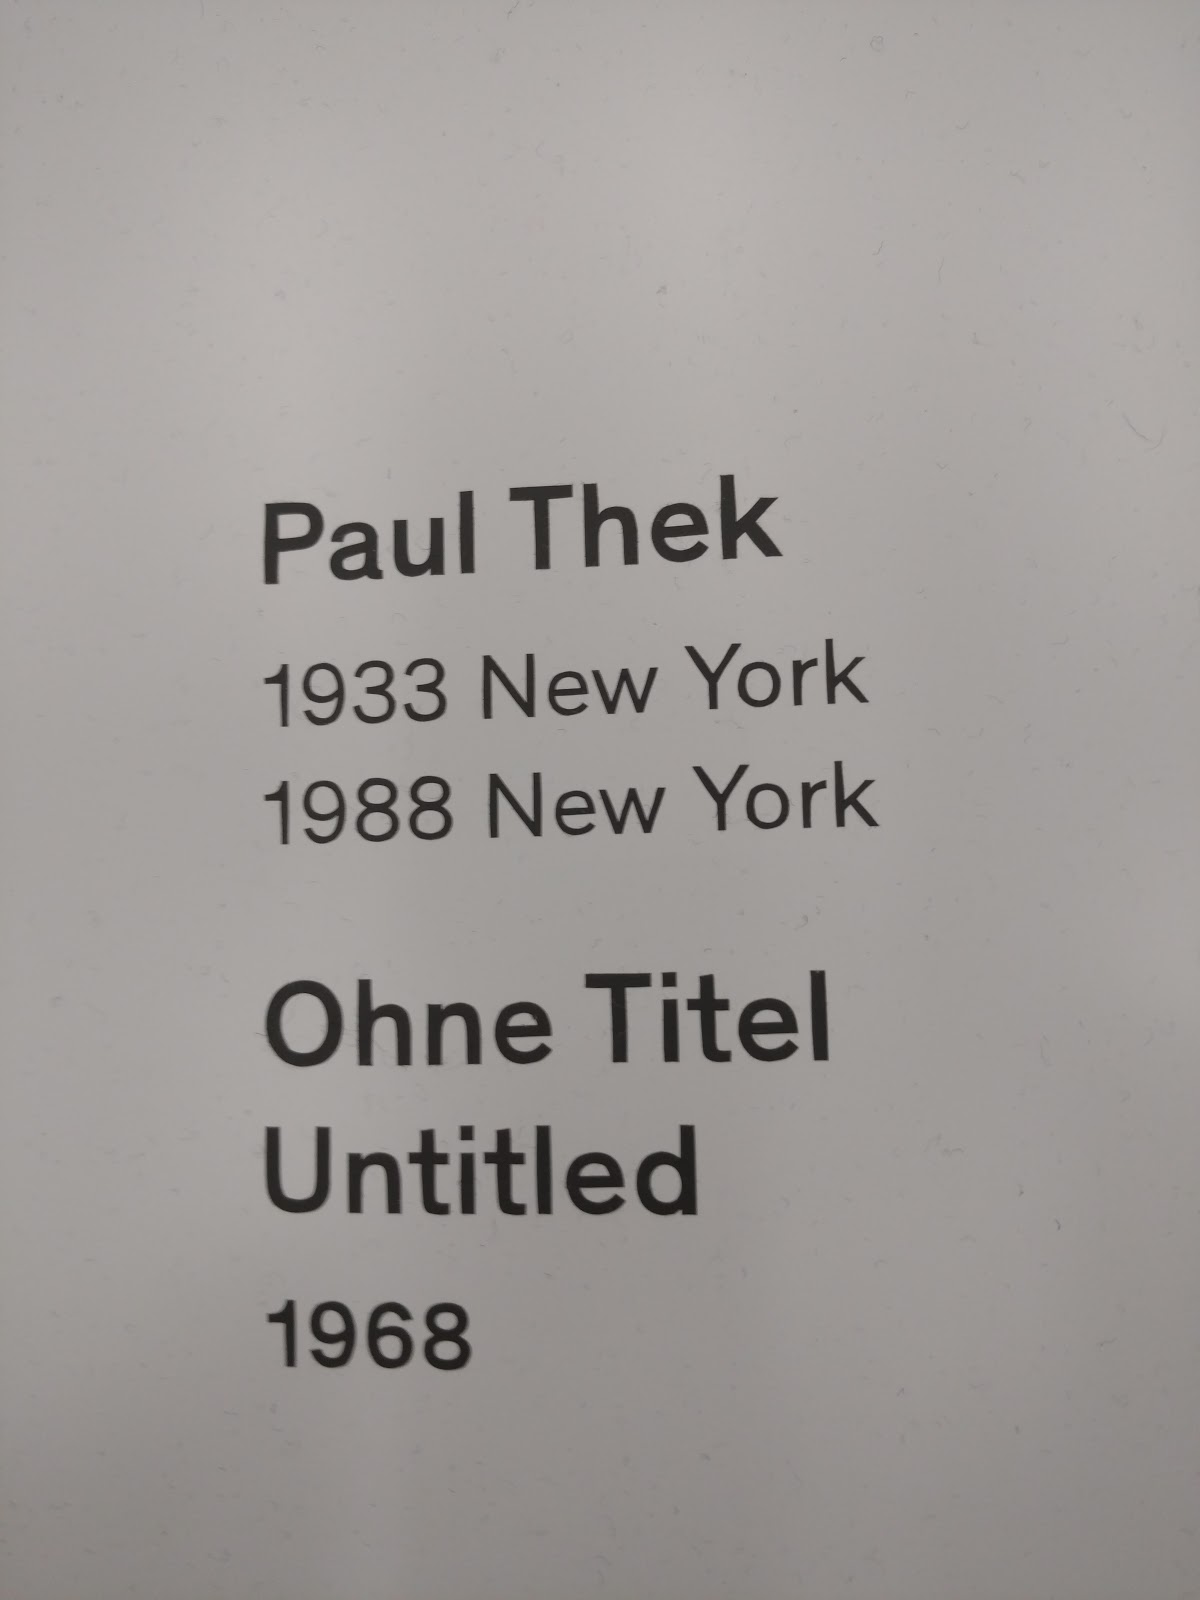 Paul Thek
1933 New York
1988 New York
Ohne Titel
Untitled
1968